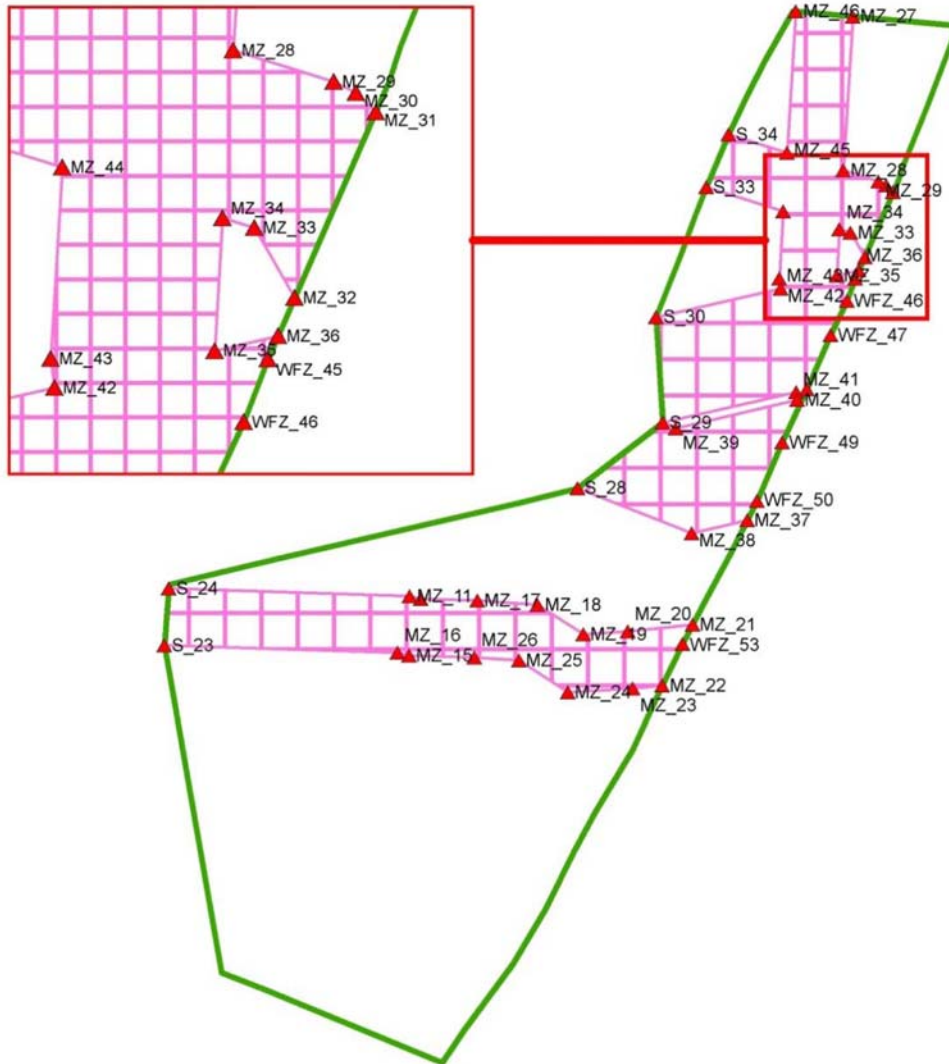 MZ_28
MZ_29
MZ_30
MZ_31
MZ_44
MZ_34
MZ_33
MZ_32
MZ_36
MZ_35
WFZ_45
MZ_43
MZ_42
WFZ_46
MZ_46
MZ_27
S_34
MZ_45
MZ_28
MZ_29
S_33
MZ_34
MZ_33
MZ_36
MZ_43
MZ_35
MZ_42
WFZ_46
S_30
WFZ_47
MZ_41
MZ_40
S_29
MZ_39
WFZ_49
S_28
WFZ_50
MZ_37
MZ_38
S_24
MZ_11
MZ_17
MZ_18
MZ_20
MZ_21
MZ_19
S_23
MZ_16
MZ_26
WFZ_53
MZ_15
MZ_25
MZ_22
MZ_24
MZ_23